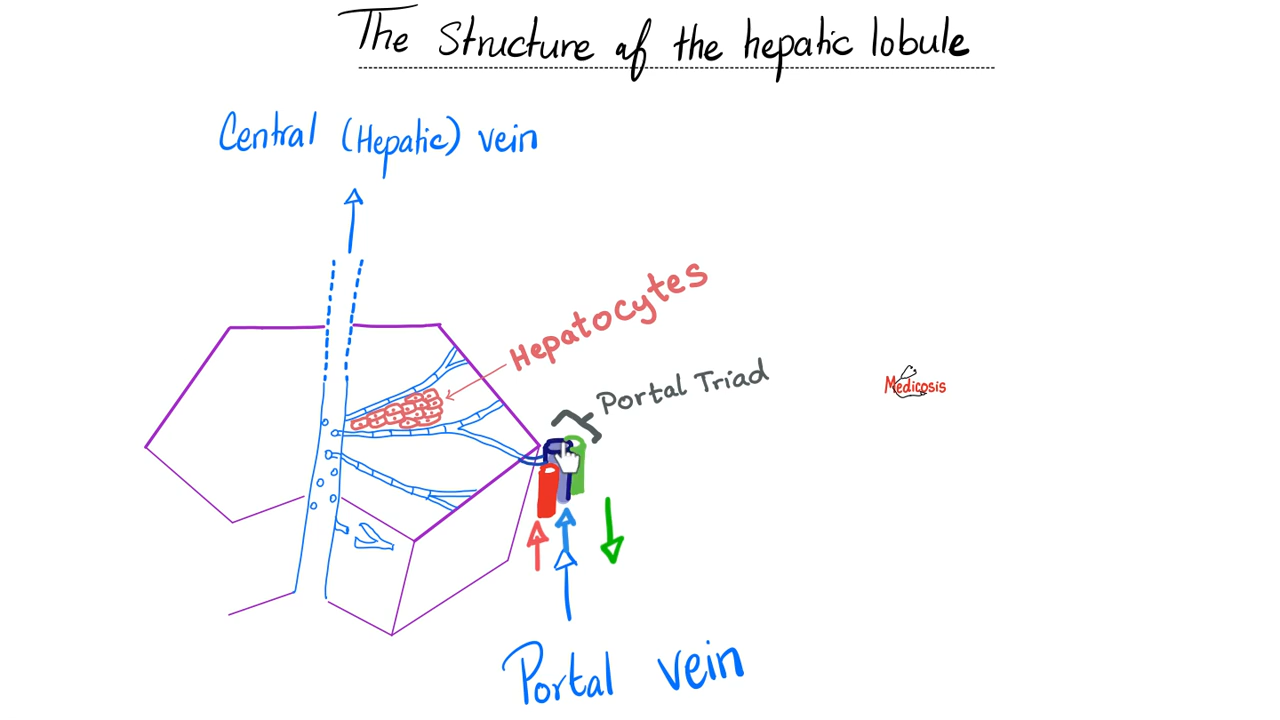 The Structure of the hepatic lobule
Central (Hepatic) vein
Hepatocytes
Portal Triad
Medicosis
Portal vein